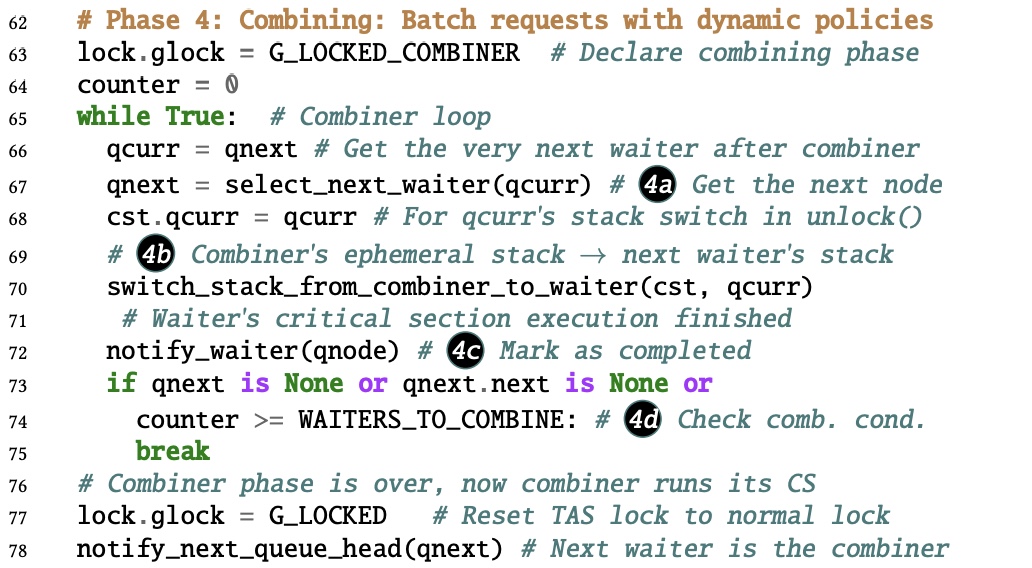 62 # Phase 4: Combining: Batch requests with dynamic policies
63 lock.glock = G_LOCKED_COMBINER # Declare combining phase
64 counter = 0
65 while True: # Combiner loop
66 qcurr = qnext # Get the very next waiter after combiner
67 qnext = select_next_waiter(qcurr) # 4a Get the next node
68 cst.qcurr = qcurr # For qcurr's stack switch in unlock()
69 # 4b Combiner's ephemeral stack → next waiter's stack
70 switch_stack_from_combiner_to_waiter(cst, qcurr)
71 # Waiter's critical section execution finished
72 notify_waiter(qnode) # 4c Mark as completed
73 if qnext is None or qnext.next is None or
74 counter >= WAITERS_TO_COMBINE: # 4d Check comb. cond.
75 break
76 # Combiner phase is over, now combiner runs its CS
77 lock.glock = G_LOCKED # Reset TAS lock to normal lock
78 notify_next_queue_head(qnext) # Next waiter is the combiner